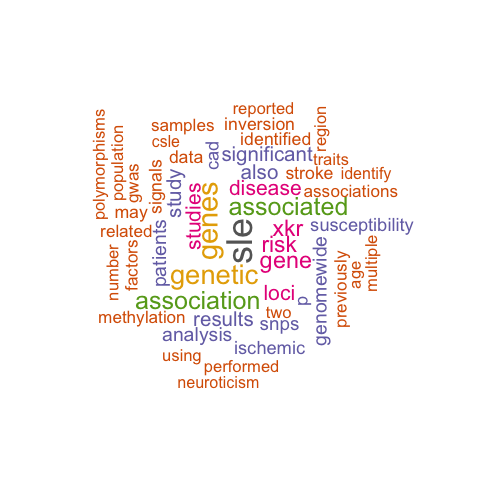 reported
samples
inversion
region
polymorphisms
population
csle
identified
gwas
signals
data
cad
significant
traits
study
also
stroke
identify
studies
genes
disease
associations
may
associated
related
patients
sle
xkr
susceptibility
risk
factors
number
genetic
gene
genomewide
previously
age
multiple
association
loci
p
methylation
results
two
snps
analysis
ischemic
using
performed
neuroticism